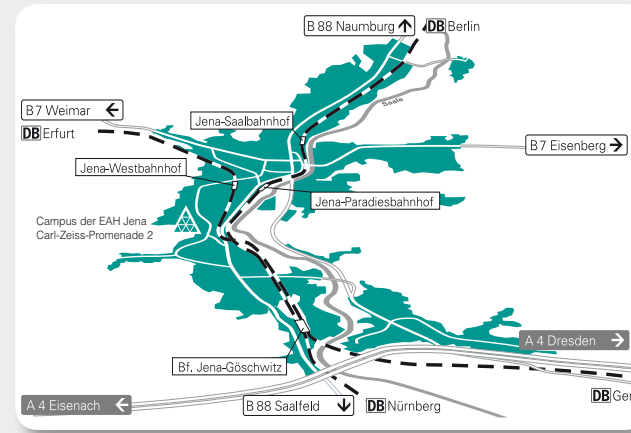 B 88 Naumburg ↑
DB Berlin
Saale
B 7 Weimar ←
DB Erfurt
Jena-Saalbahnhof
B 7 Eisenberg →
Jena-Westbahnhof
Jena-Paradiesbahnhof
Campus der EAH Jena
Carl-Zeiss-Promenade 2
A 4 Dresden →
Bf. Jena-Göschwitz
A 4 Eisenach ←
B 88 Saalfeld ↓
DB Nürnberg
DB Ger